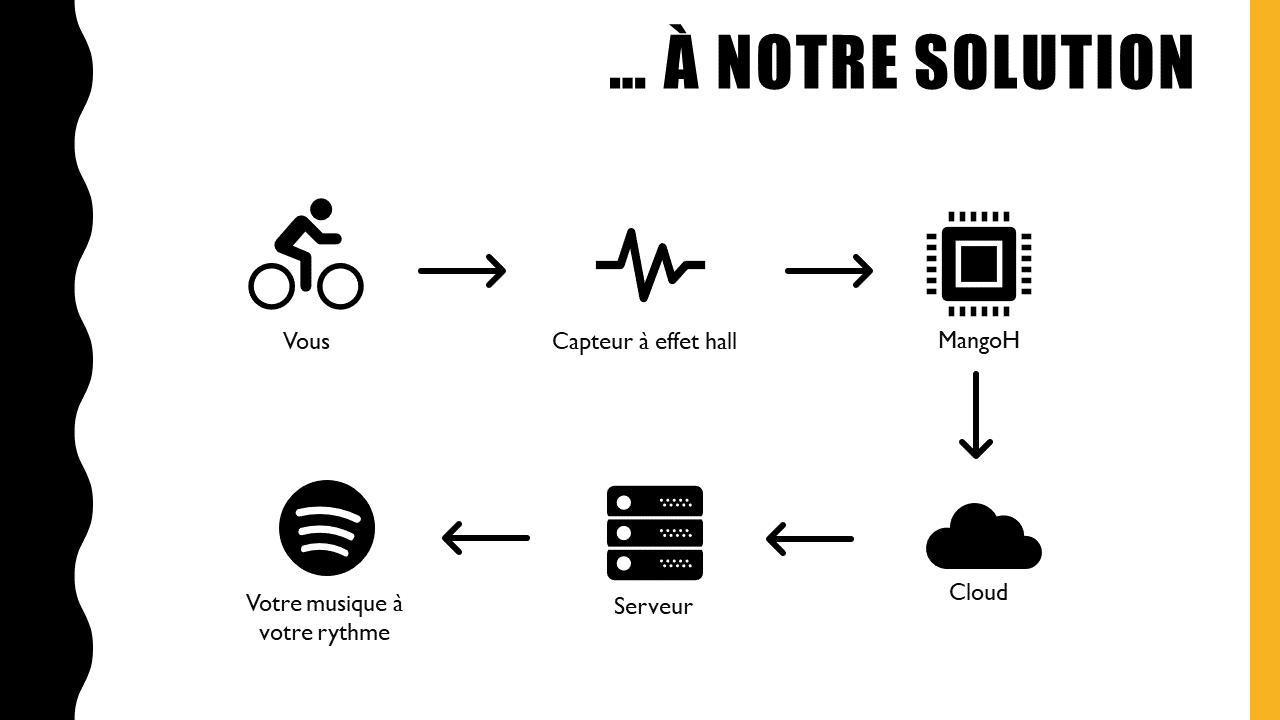 ... À NOTRE SOLUTION
Vous
Capteur à effet hall
MangoH
Votre musique à
votre rythme
Serveur
Cloud